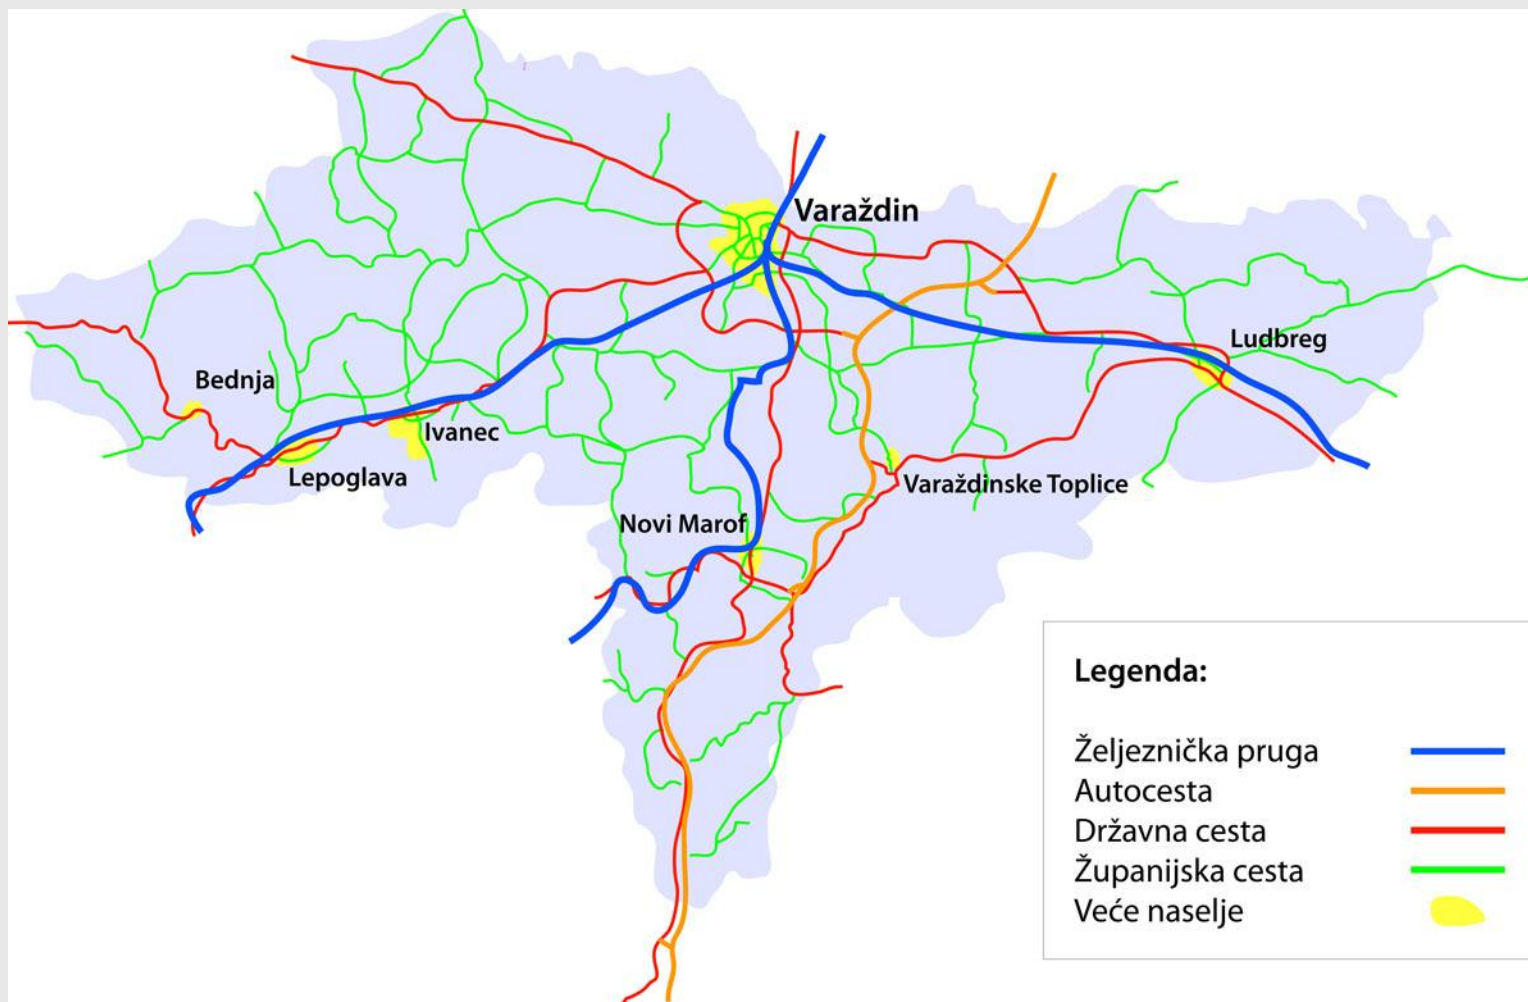 Varaždin
Ludbreg
Bednja
Ivanec
Lepoglava
Varaždinske Toplice
Novi Marof
Legenda:
Željeznička pruga
Autocesta
Državna cesta
Županijska cesta
Veće naselje